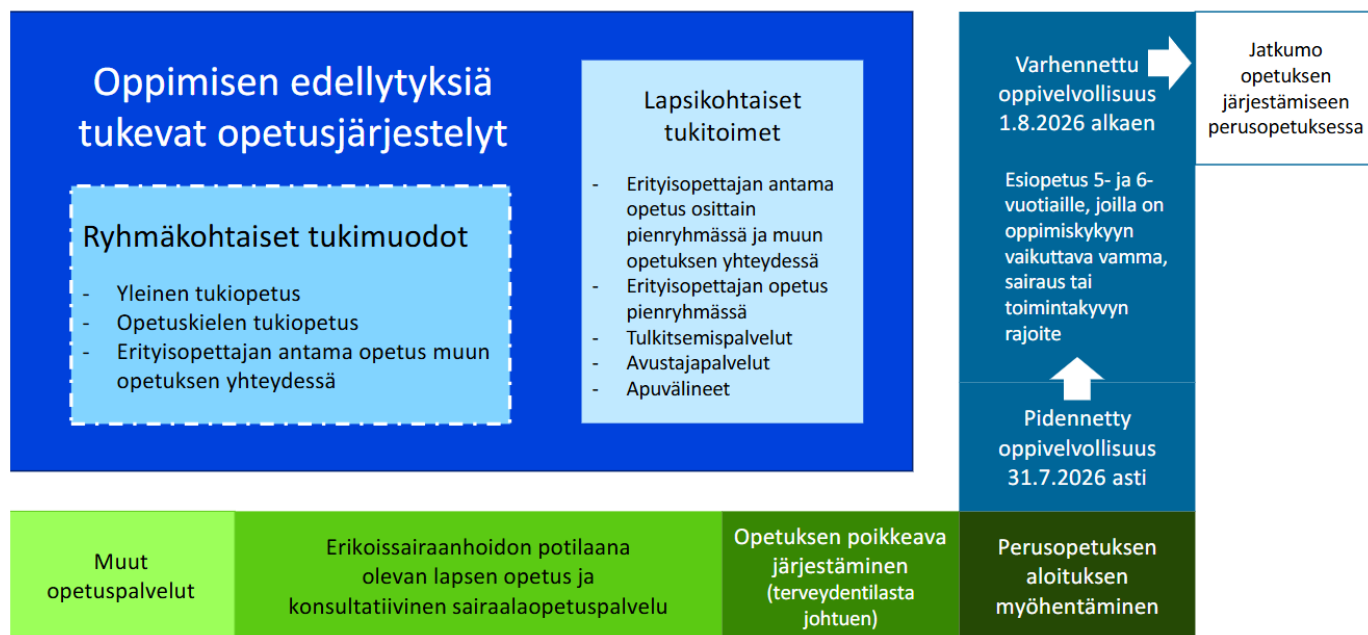 Oppimisen edellytyksiä
tukevat opetusjärjestelyt
Ryhmäkohtaiset tukimuodot
- Yleinen tukiopetus
- Opetuskielen tukiopetus
- Erityisopettajan antama opetus muun
opetuksen yhteydessä
Lapsikohtaiset
tukitoimet
- Erityisopettajan antama
opetus osittain
pienryhmässä ja muun
opetuksen yhteydessä
- Erityisopettajan opetus
pienryhmässä
- Tulkitsemispalvelut
- Avustajapalvelut
- Apuvälineet
Varhennettu
oppivelvollisuus
1.8.2026 alkaen
Esiopetus 5- ja 6-
vuotiaille, joilla on
oppimiskykyyn
vaikuttava vamma,
sairaus tai
toimintakyvyn
rajoite
Pidennetty
oppivelvollisuus
31.7.2026 asti
Jatkumo
opetuksen
järjestämiseen
perusopetuksessa
Muut
opetuspalvelut
Erikoissairaanhoidon potilaana
olevan lapsen opetus ja
konsultatiivinen sairaalaopetuspalvelu
Opetuksen poikkeava
järjestäminen
(terveydentilasta
johtuen)
Perusopetuksen
aloituksen
myöhentäminen